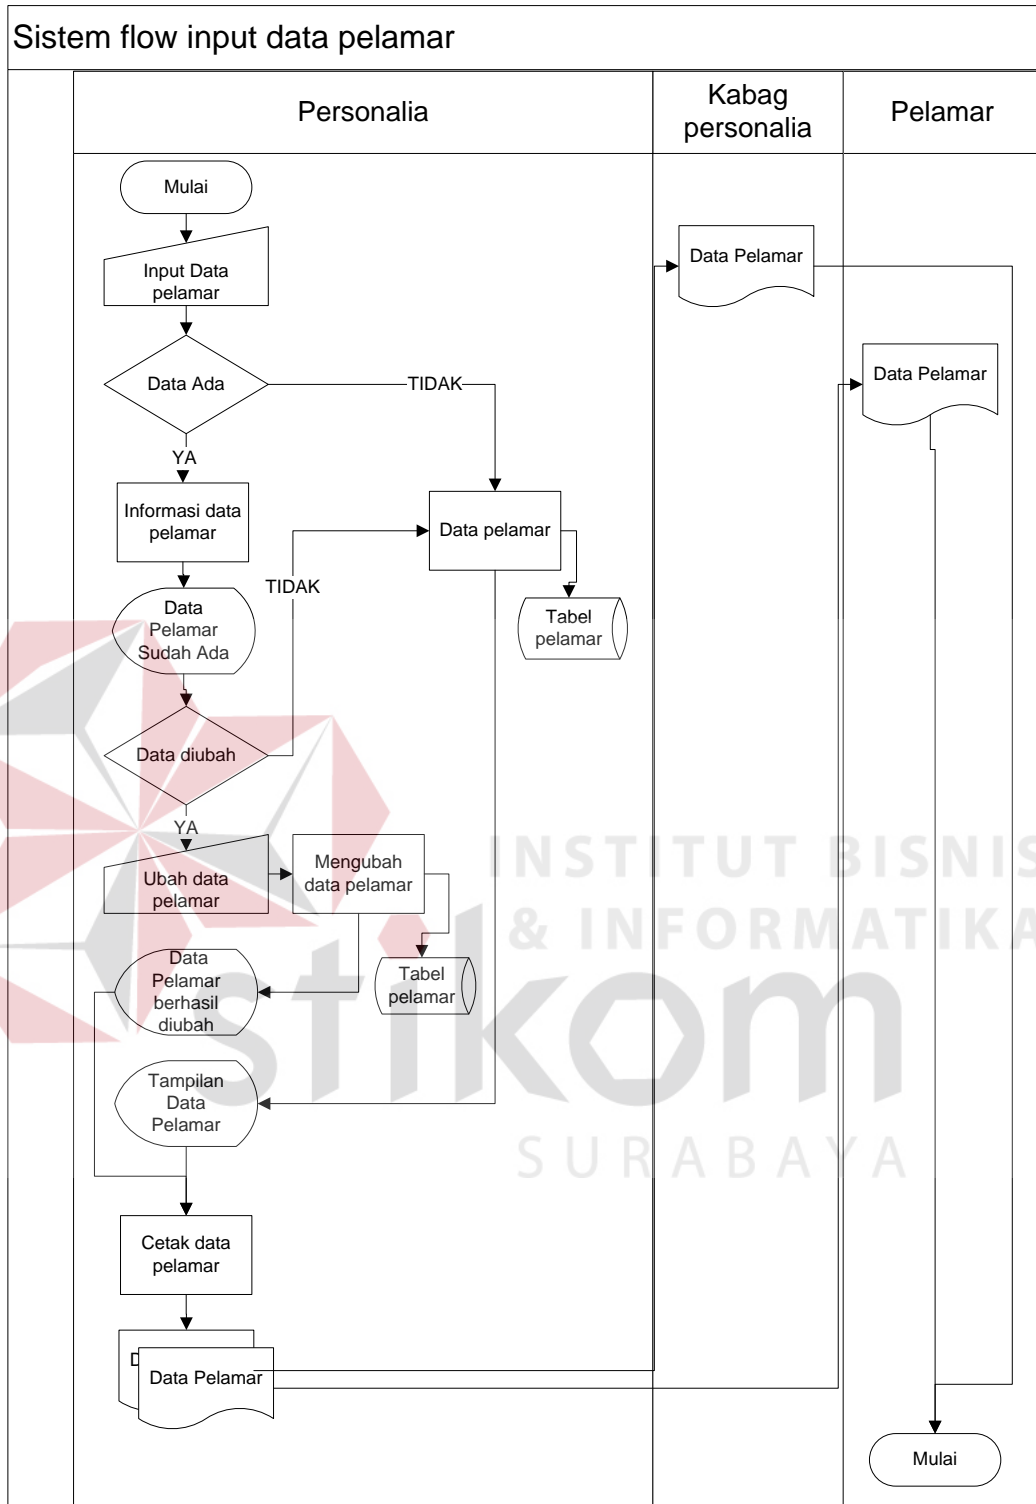 Sistem flow input data pelamar
Personalia
Kabag
personalia
Pelamar
Mulai
Input Data
pelamar
Data Pelamar
Data Ada
TIDAK
Data Pelamar
YA
Informasi data
pelamar
Data pelamar
TIDAK
Data
Pelamar
Sudah Ada
Tabel
pelamar
Data diubah
YA
Ubah data
pelamar
Mengubah
data pelamar
INSTITUT BISNIS
& INFORMATIKA
Data
Pelamar
berhasil
diubah
Tabel
pelamar
stikom
Tampilan
Data
Pelamar
SURABAYA
Cetak data
pelamar
D
Data Pelamar
Mulai